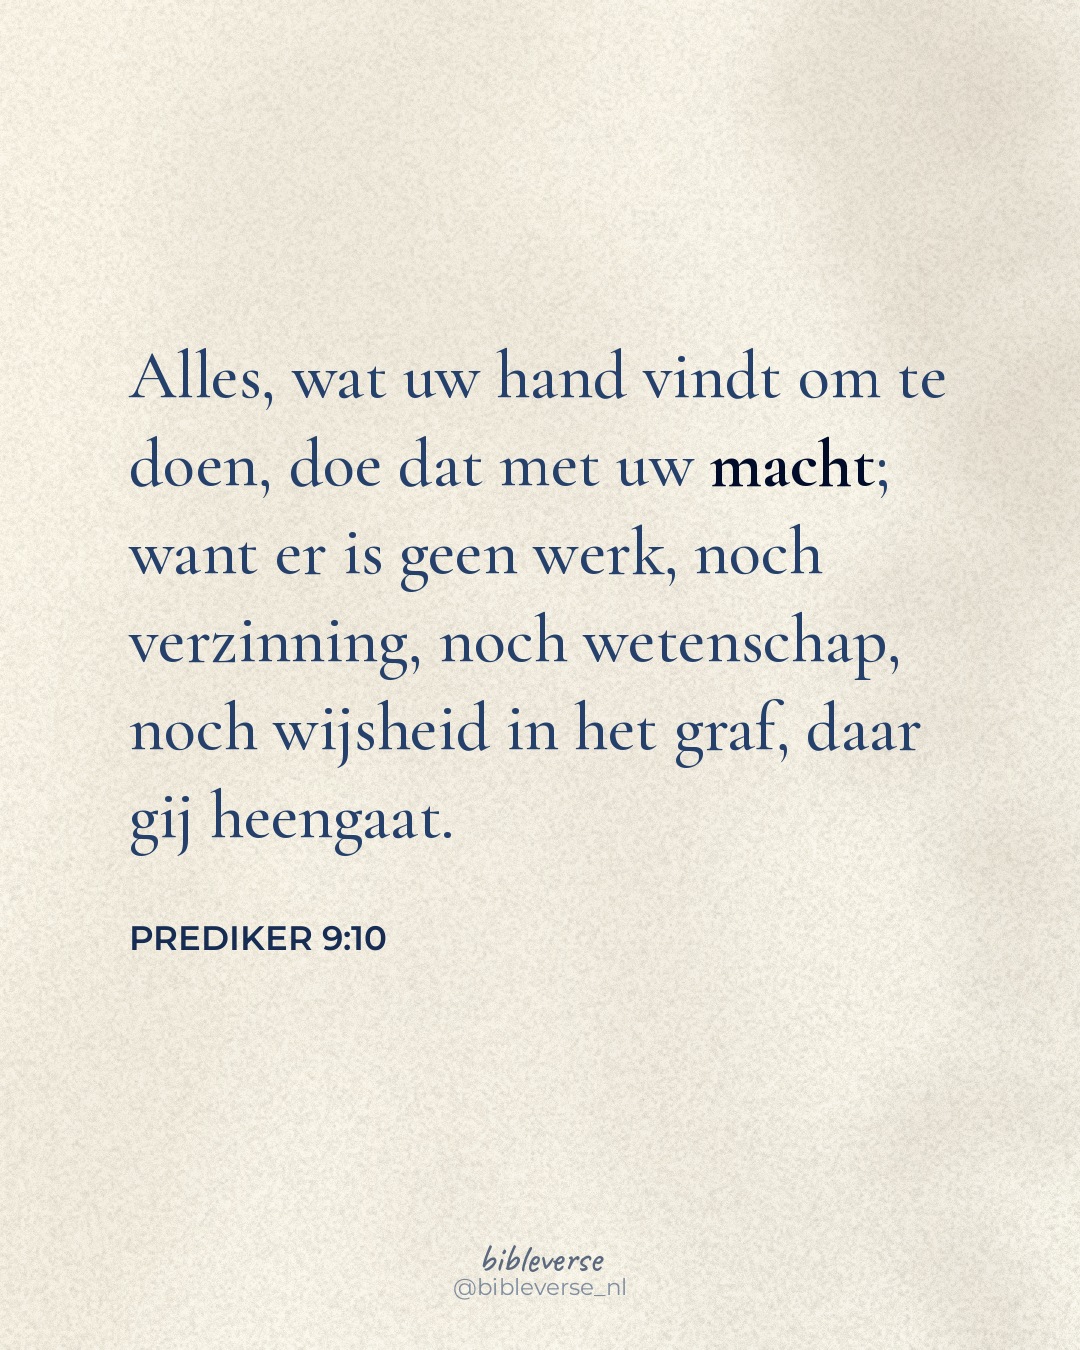 Alles, wat uw hand vindt om te
doen, doe dat met uw macht;
want er is geen werk, noch
verzinning, noch wetenschap,
noch wijsheid in het graf, daar
gij heengaat.
PREDIKER 9:10
bibleverse
@bibleverse_nl